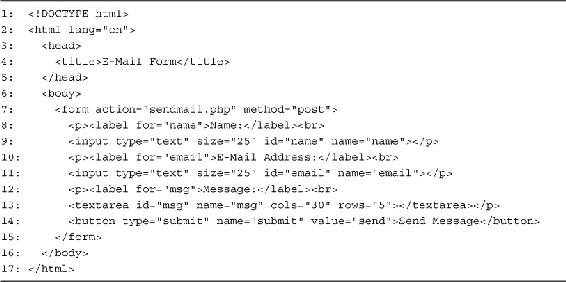 1: <!DOCTYPE html>
2: <html lang="en">
3: <head>
4: <title>E-Mail Form</title>
5: </head>
6: <body>
7: <form action="sendmail.php" method="post">
8: <p><label for="name">Name:</label><br>
9: <input type="text" size="25" id="name" name="name"></p>
10: <p><label for="email">E-Mail Address:</label><br>
11: <input type="text" size="25" id="email" name="email"></p>
12: <p><label for="msg">Message:</label><br>
13: <textarea id="msg" name="msg" cols="30" rows="5"></textarea></p>
14: <button type="submit" name="submit" value="send">Send Message</button>
15: </form>
16: </body>
17: </html>